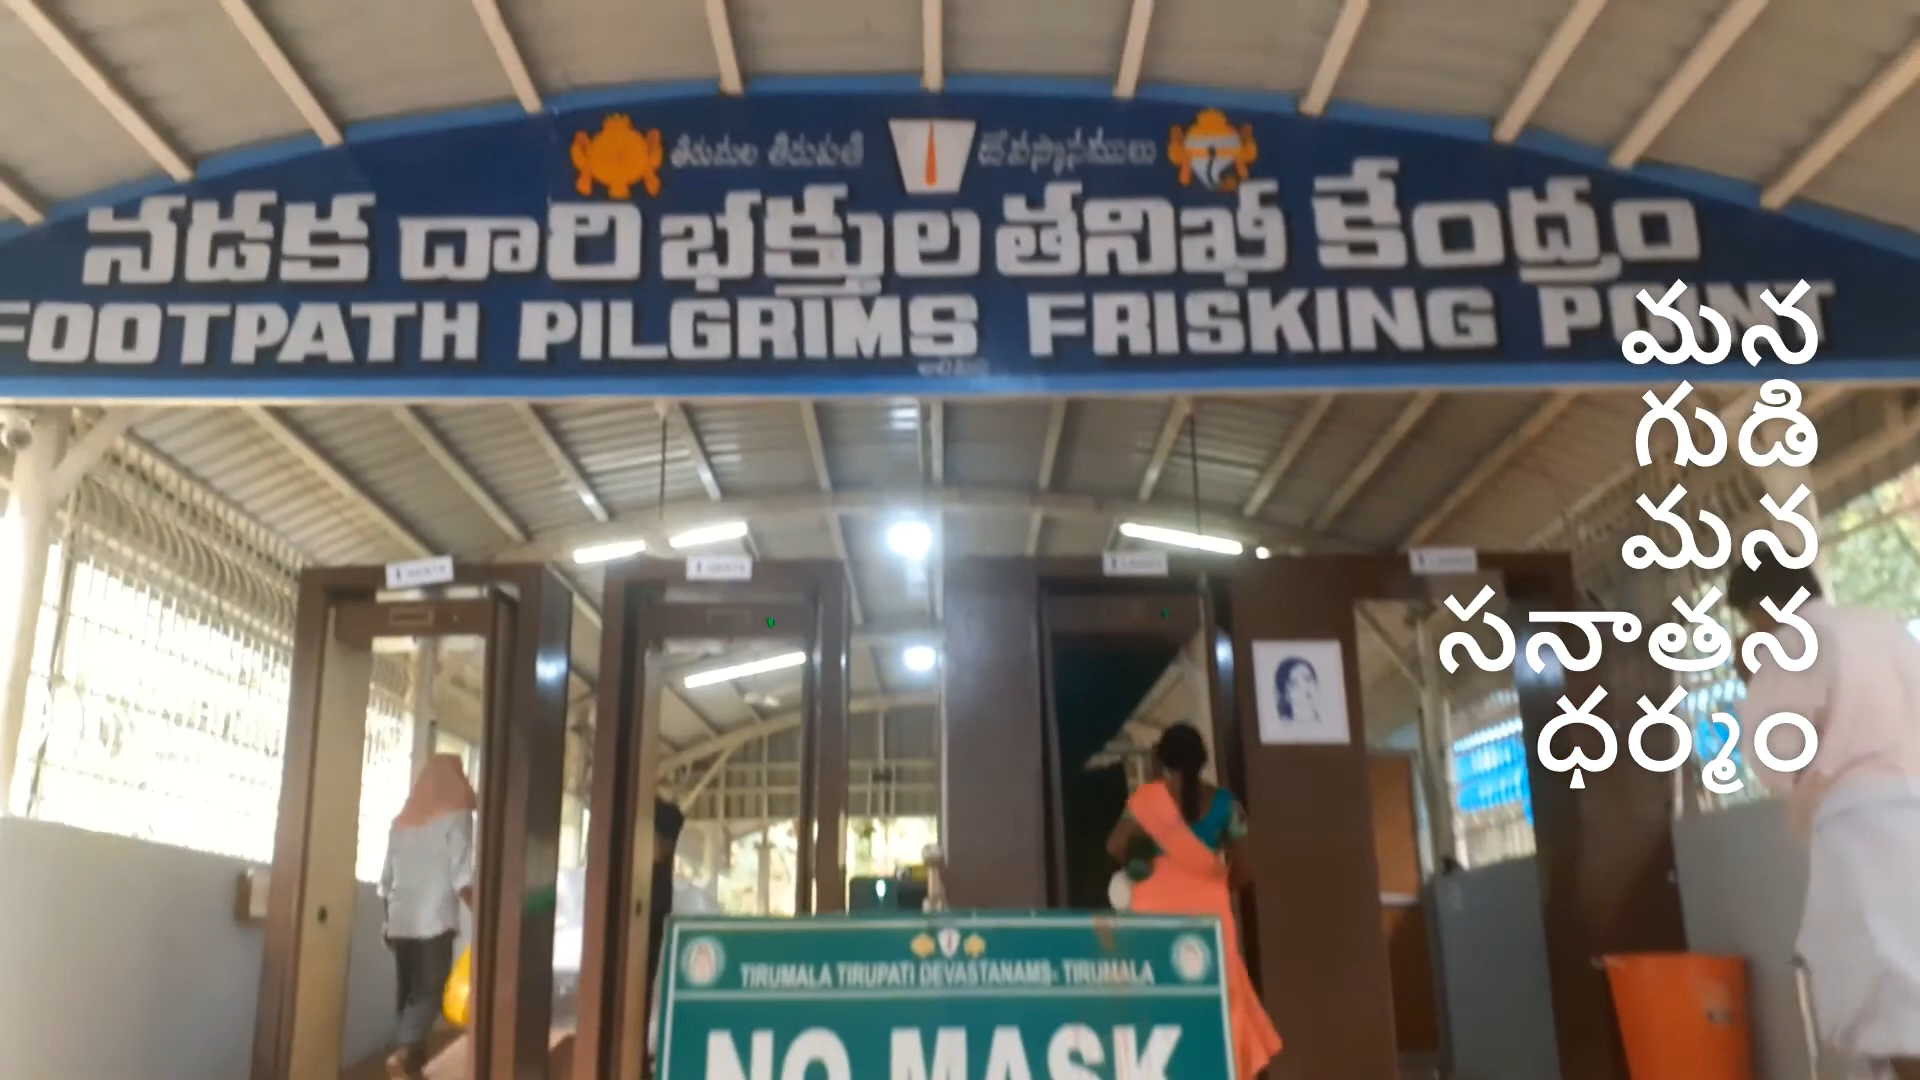 తిరుమల తిరుపతి దేవస్థానములు
నడక దారి భక్తుల తనిఖీ కేంద్రం
FOOTPATH PILGRIMS FRISKING POINT
మన
గుడి
మన
సనాతన
ధర్మం
TIRUMALA TIRUPATI DEVASTANAMS- TIRUMALA
NO MASK